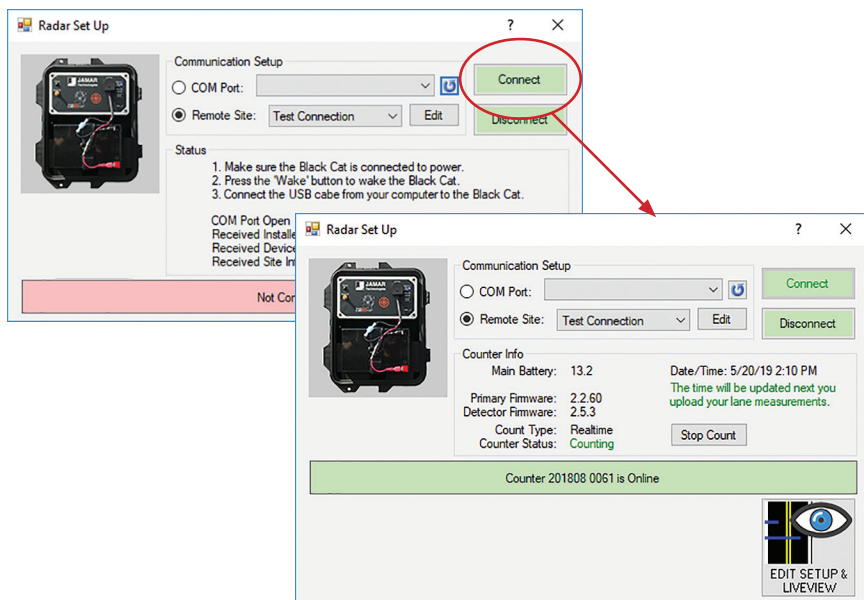 Radar Set Up
?
JAMAR
Technologies
Communication Setup
COM Port:
Connect
Remote Site:
Test Connection
Edit
Disconnect
Status
1. Make sure the Black Cat is connected to power.
2. Press the 'Wake' button to wake the Black Cat.
3. Connect the USB cabe from your computer to the Black Cat.
COM Port Open
Received Installe
Received Device
Received Site In
Not Con
Radar Set Up
?
JAMAR
Technologies
Communication Setup
COM Port:
Connect
Remote Site:
Test Connection
Edit
Disconnect
Counter Info
Main Battery: 13.2
Date/Time: 5/20/19 2:10 PM
The time will be updated next you
upload your lane measurements.
Primary Firmware: 2.2.60
Detector Firmware: 2.5.3
Count Type: Realtime
Counter Status: Counting
Stop Count
Counter 201808 0061 is Online
EDIT SETUP &
LIVEVIEW